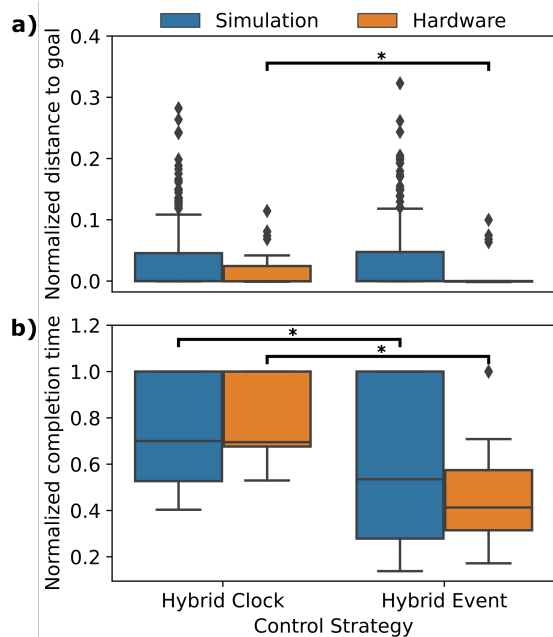 a)
Simulation Hardware
Normalized distance to goal
0.4
0.3
0.2
0.1
0.0
*
b)
Normalized completion time
1.2
1.0
0.8
0.6
0.4
0.2
*
*
Hybrid Clock Hybrid Event
Control Strategy